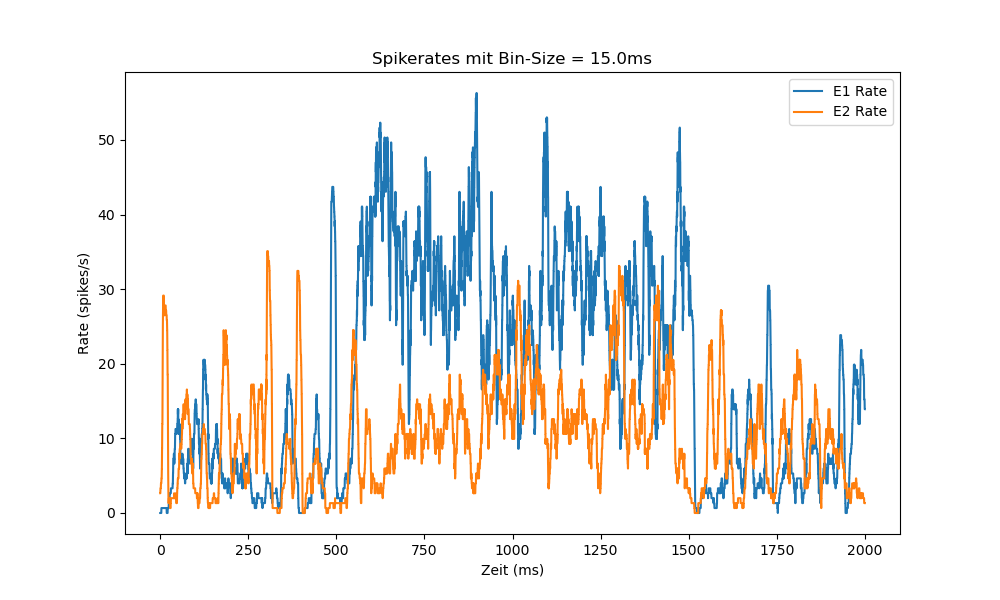 Spikerates mit Bin-Size = 15.0ms
E1 Rate
E2 Rate
Rate (spikes/s)
50
40
30
20
10
0
0 250 500 750 1000 1250 1500 1750 2000
Zeit (ms)